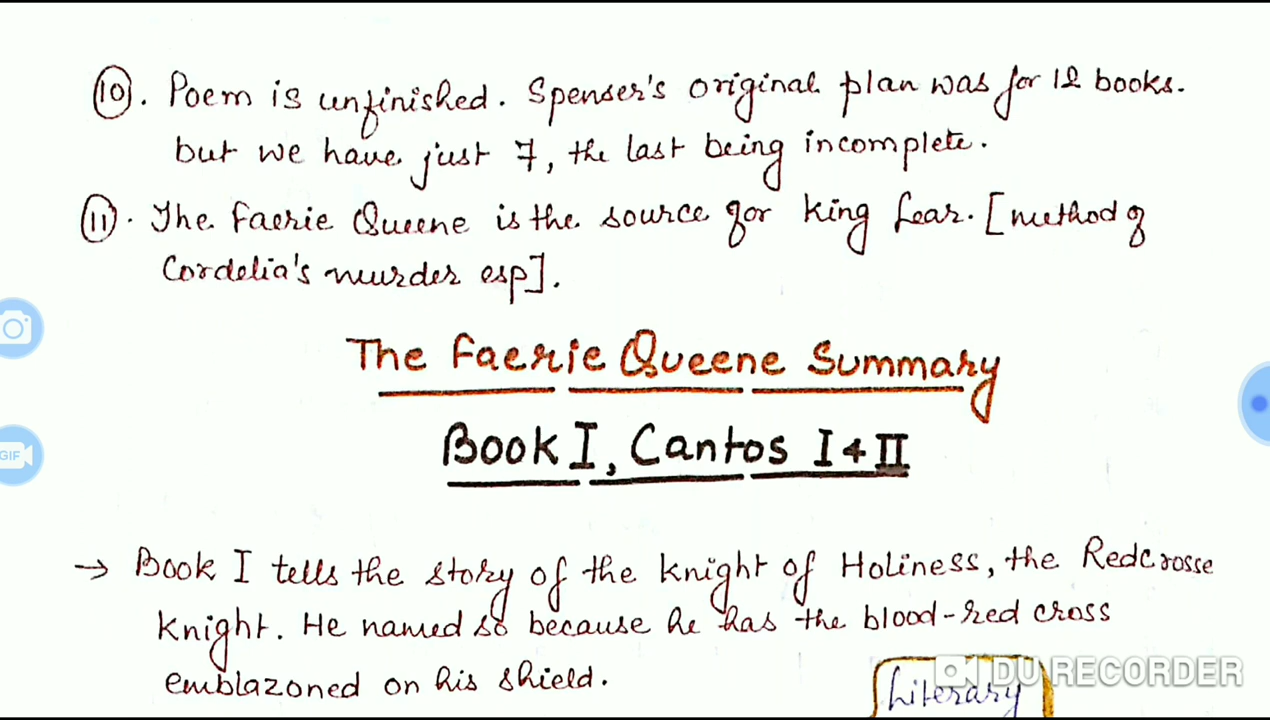 10. Poem is unfinished. Spenser's original plan was for 12 books.
but we have just 7, the last being incomplete.
11. The Faerie Queene is the source for King Lear. [method of
Cordelia's murder esp].
The Faerie Queene Summary
Book I, Cantos I & II
→ Book I tells the story of the knight of Holiness, the Redcrosse
knight. He named so because he has the blood-red cross
emblazoned on his shield.
Literary
DU RECORDER
GIF